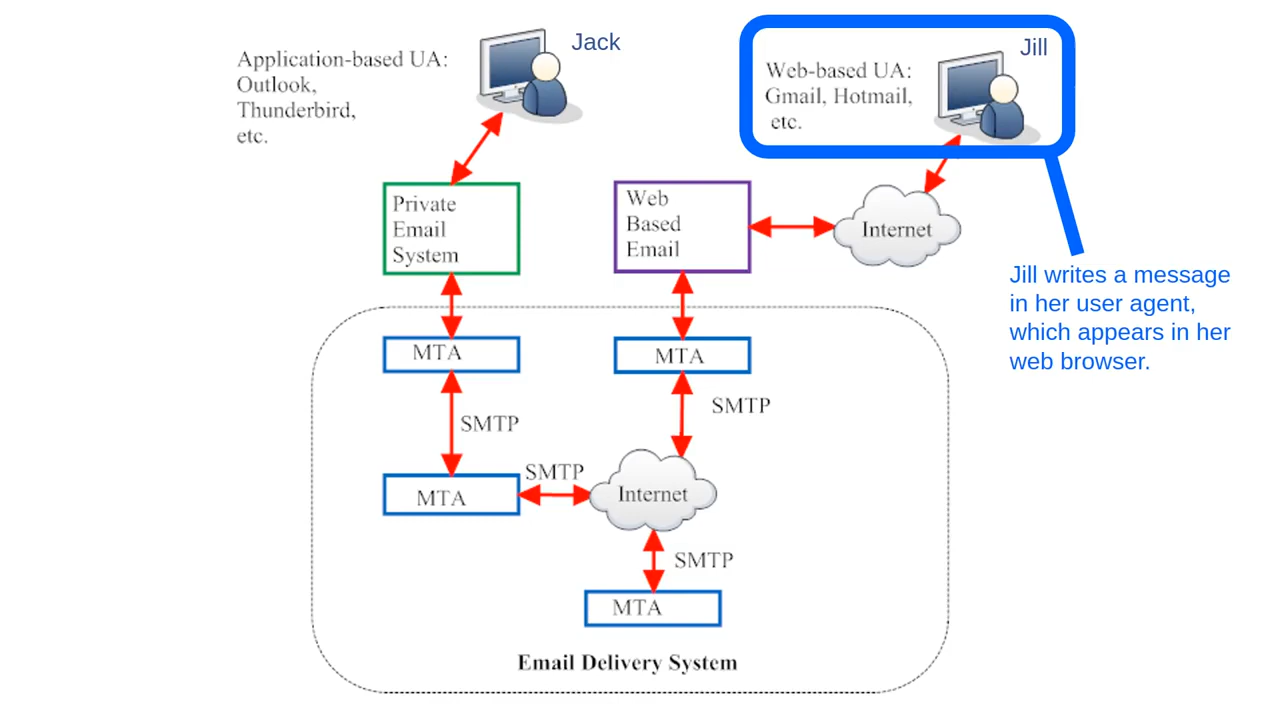 Application-based UA:
Outlook,
Thunderbird,
etc.
Jack
Web-based UA:
Gmail, Hotmail,
etc.
Jill
Private
Email
System
Web
Based
Email
Internet
Jill writes a message
in her user agent,
which appears in her
web browser.
MTA
MTA
SMTP
SMTP
MTA
SMTP
Internet
SMTP
MTA
Email Delivery System